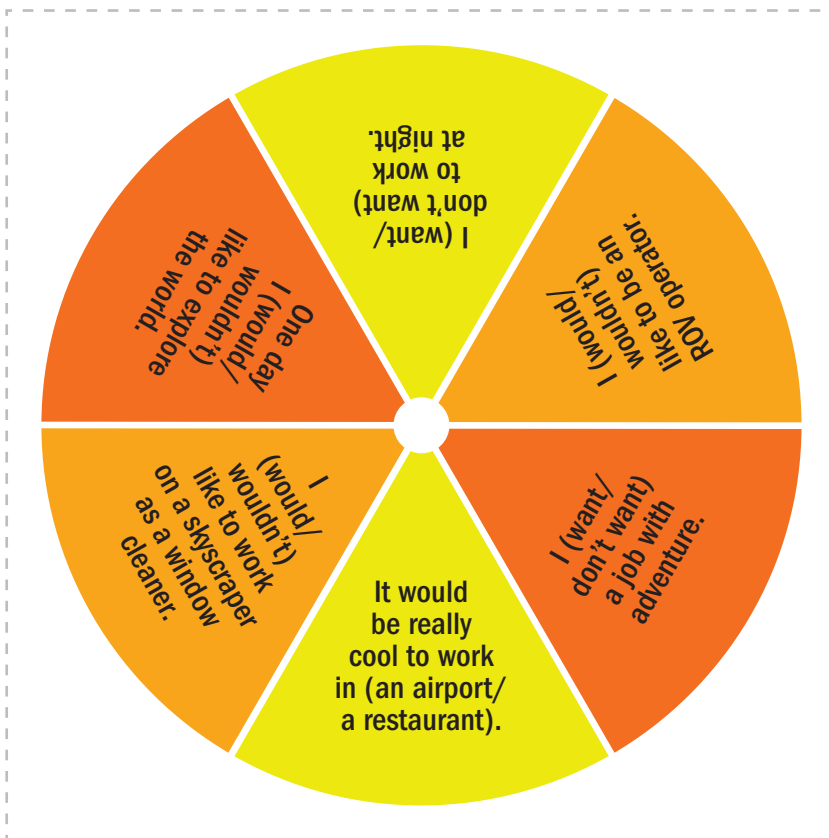 I (want/
don't want)
to work
at night.
I (would/
wouldn't)
like to be an
ROV operator.
I (want/
don't want)
a job with
adventure.
It would
be really
cool to work
in (an airport/
a restaurant).
I
(would/
wouldn't)
like to work
on a skyscraper
as a window
cleaner.
One day
I (would/
wouldn't)
like to explore
the world.